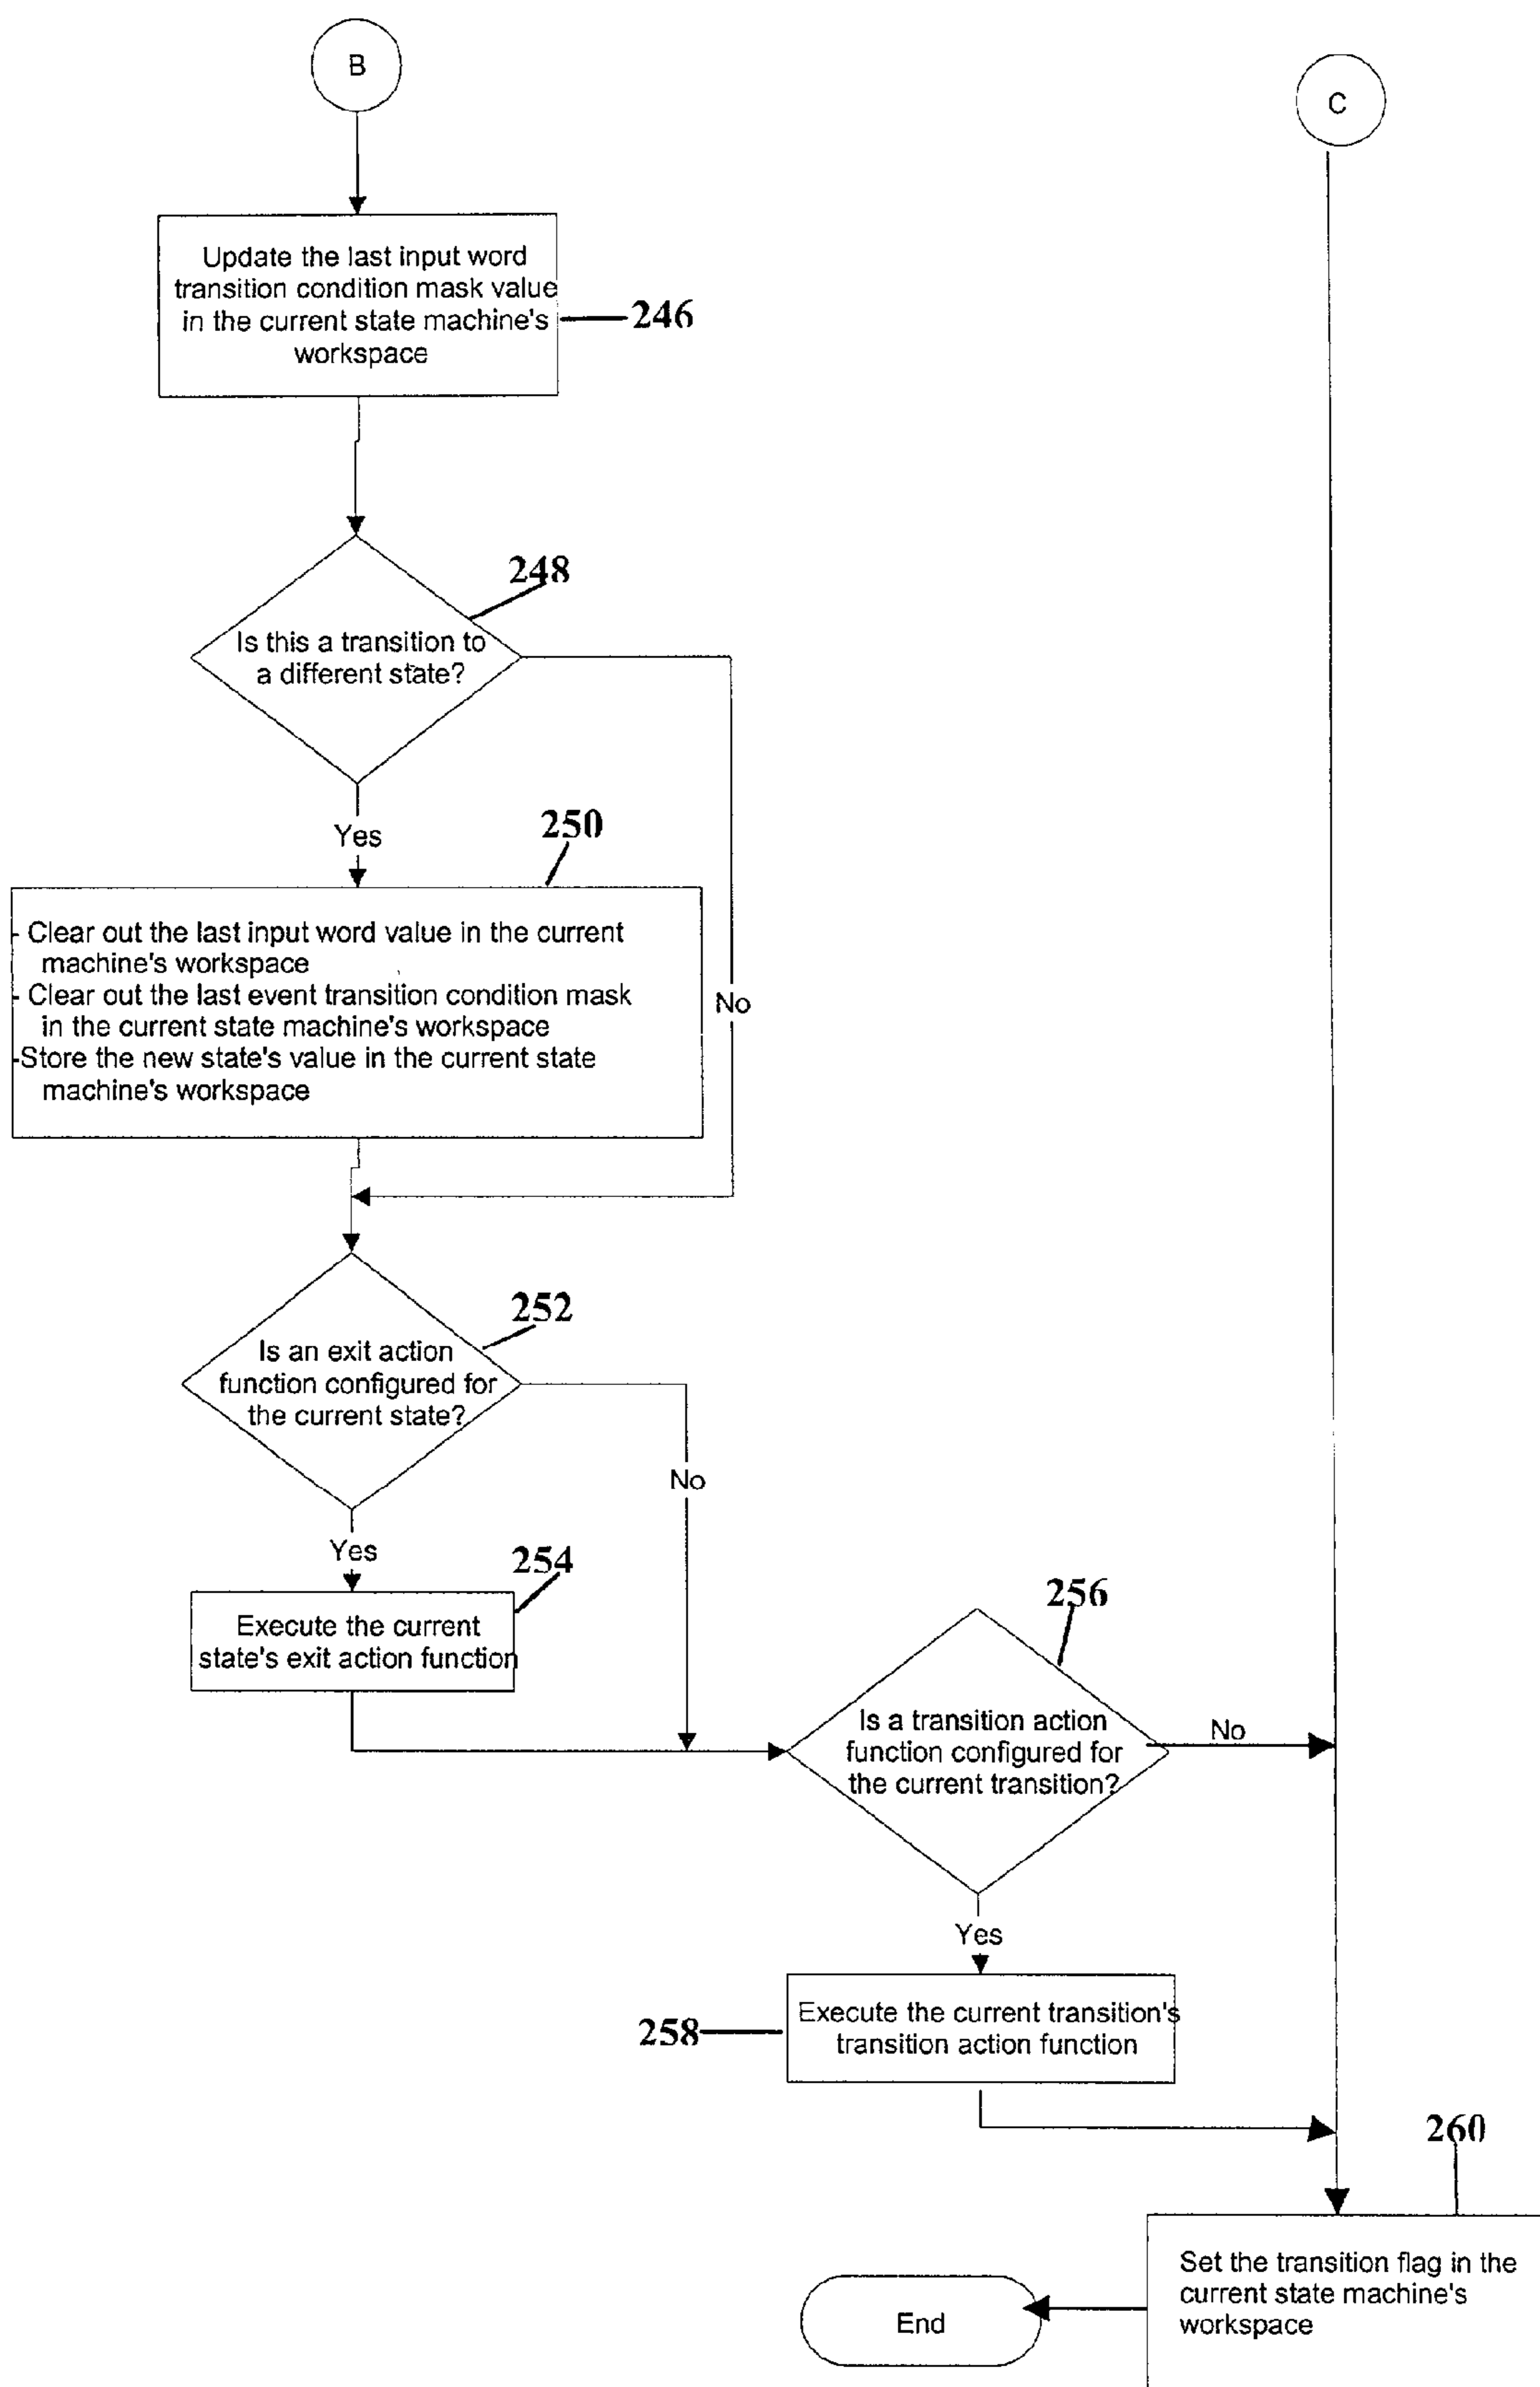 B
C
Update the last input word
transition condition mask value
in the current state machine's
workspace
246
248
Is this a transition to
a different state?
Yes
250
- Clear out the last input word value in the current
machine's workspace
- Clear out the last event transition condition mask
in the current state machine's workspace
-Store the new state's value in the current state
machine's workspace
No
252
Is an exit action
function configured for
the current state?
No
Yes
254
Execute the current
state's exit action function
256
Is a transition action
function configured for
the current transition?
No
Yes
Execute the current transition's
transition action function
258
260
Set the transition flag in the
current state machine's
workspace
End